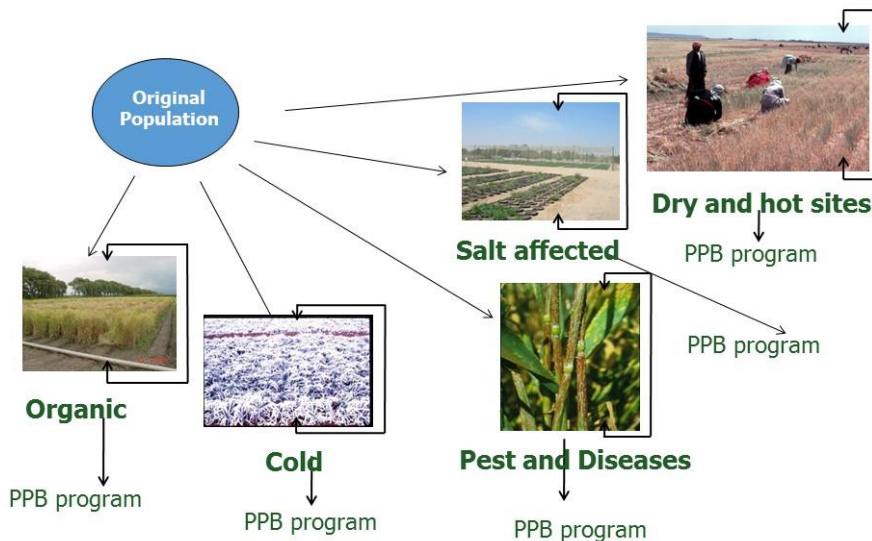 Original
Population
Dry and hot sites
PPB program
Salt affected
PPB program
Organic
PPB program
Cold
PPB program
Pest and Diseases
PPB program